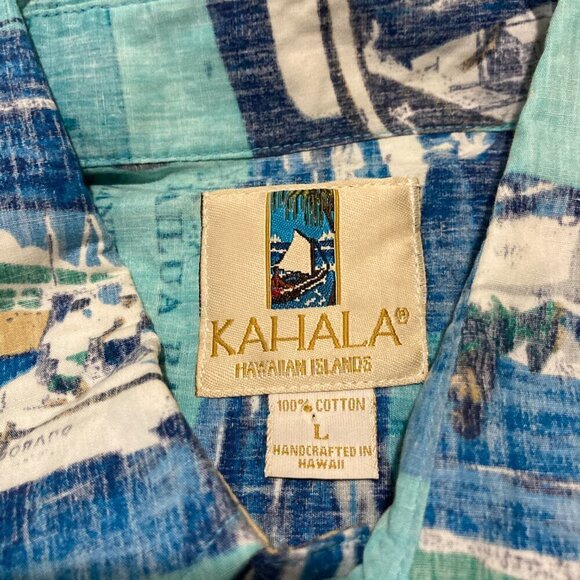 KAHALA®
HAWAIIAN ISLANDS
100% COTTON
L
HANDCRAFTED IN
HAWAII